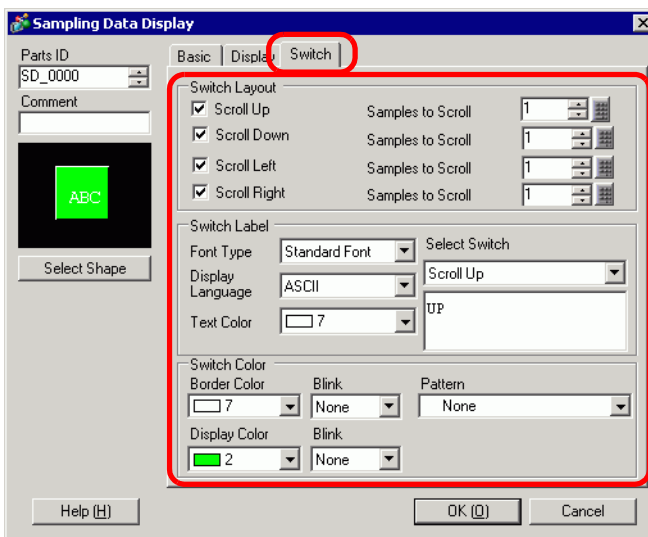 Sampling Data Display
Parts ID
SD_0000
Comment
ABC
Select Shape
Basic Display Switch
Switch Layout
Scroll Up Samples to Scroll 1
Scroll Down Samples to Scroll 1
Scroll Left Samples to Scroll 1
Scroll Right Samples to Scroll 1
Switch Label
Font Type Standard Font
Display Language ASCII
Text Color 7
Select Switch
Scroll Up
UP
Switch Color
Border Color Blink Pattern
7 None None
Display Color Blink
2 None
Help (H) OK (O) Cancel